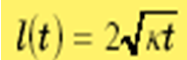 l(t) = 2√κt